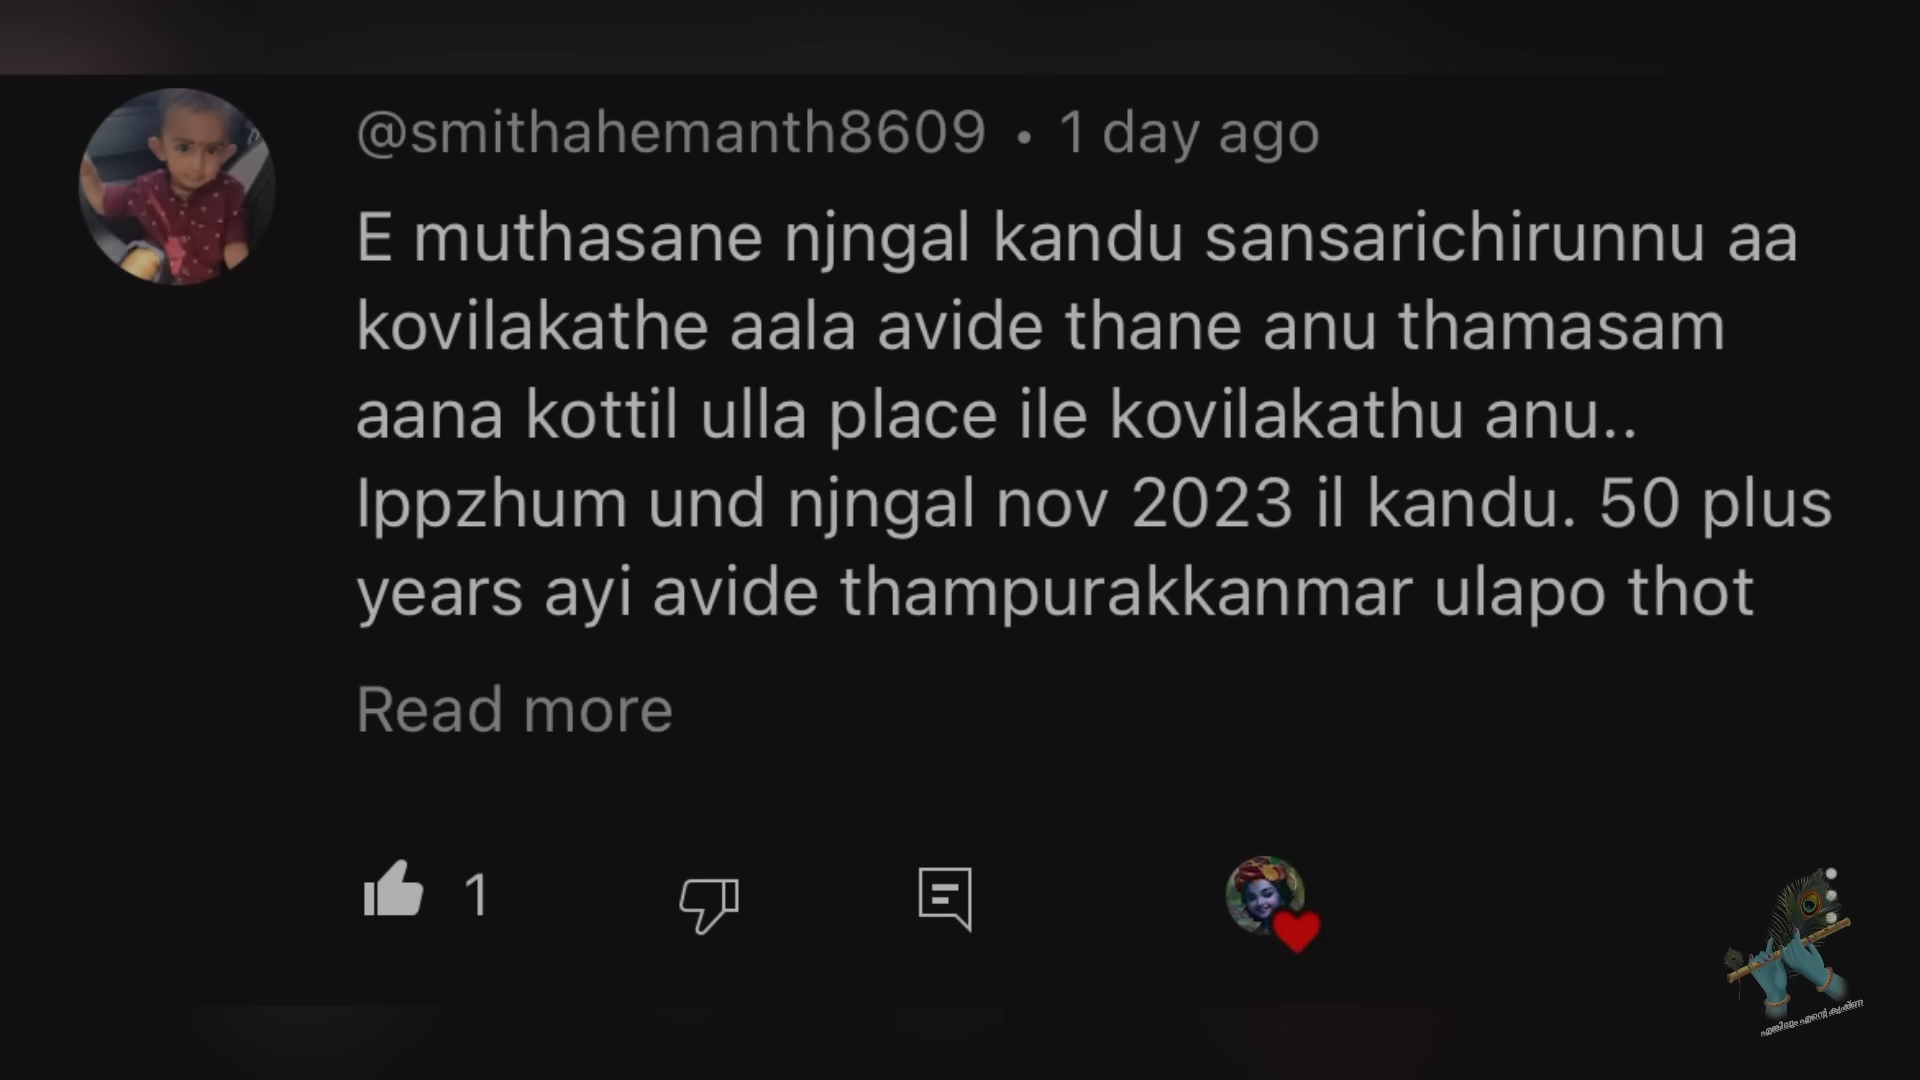 @smithahemanth8609 • 1 day ago
E muthasane njngal kandu sansarichirunnu aa
kovilakathe aala avide thane anu thamasam
aana kottil ulla place ile kovilakathu anu..
Ippzhum und njngal nov 2023 il kandu. 50 plus
years ayi avide thampurakkanmar ulapo thot
Read more
1